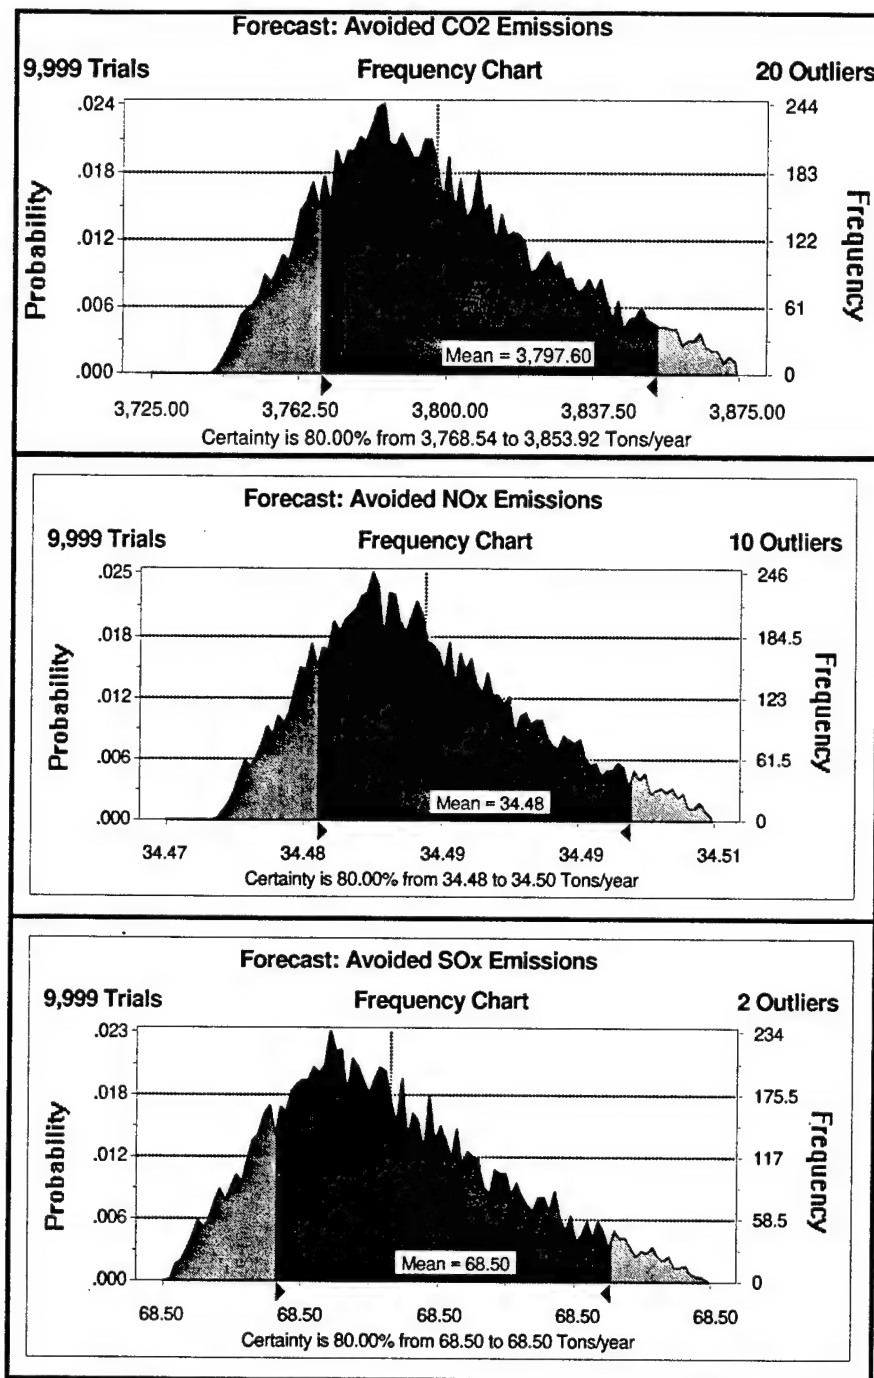 Forecast: Avoided CO2 Emissions
9,999 Trials Frequency Chart 20 Outliers
.024 244
.018 183
.012 122
.006 61
.000 0
Probability
Frequency
Mean = 3,797.60
3,725.00 3,762.50 3,800.00 3,837.50 3,875.00
Certainty is 80.00% from 3,768.54 to 3,853.92 Tons/year
Forecast: Avoided NOx Emissions
9,999 Trials Frequency Chart 10 Outliers
.025 246
.018 184.5
.012 123
.006 61.5
.000 0
Probability
Frequency
Mean = 34.48
34.47 34.48 34.49 34.49 34.51
Certainty is 80.00% from 34.48 to 34.50 Tons/year
Forecast: Avoided SOx Emissions
9,999 Trials Frequency Chart 2 Outliers
.023 234
.018 175.5
.012 117
.006 58.5
.000 0
Probability
Frequency
Mean = 68.50
68.50 68.50 68.50 68.50 68.50
Certainty is 80.00% from 68.50 to 68.50 Tons/year